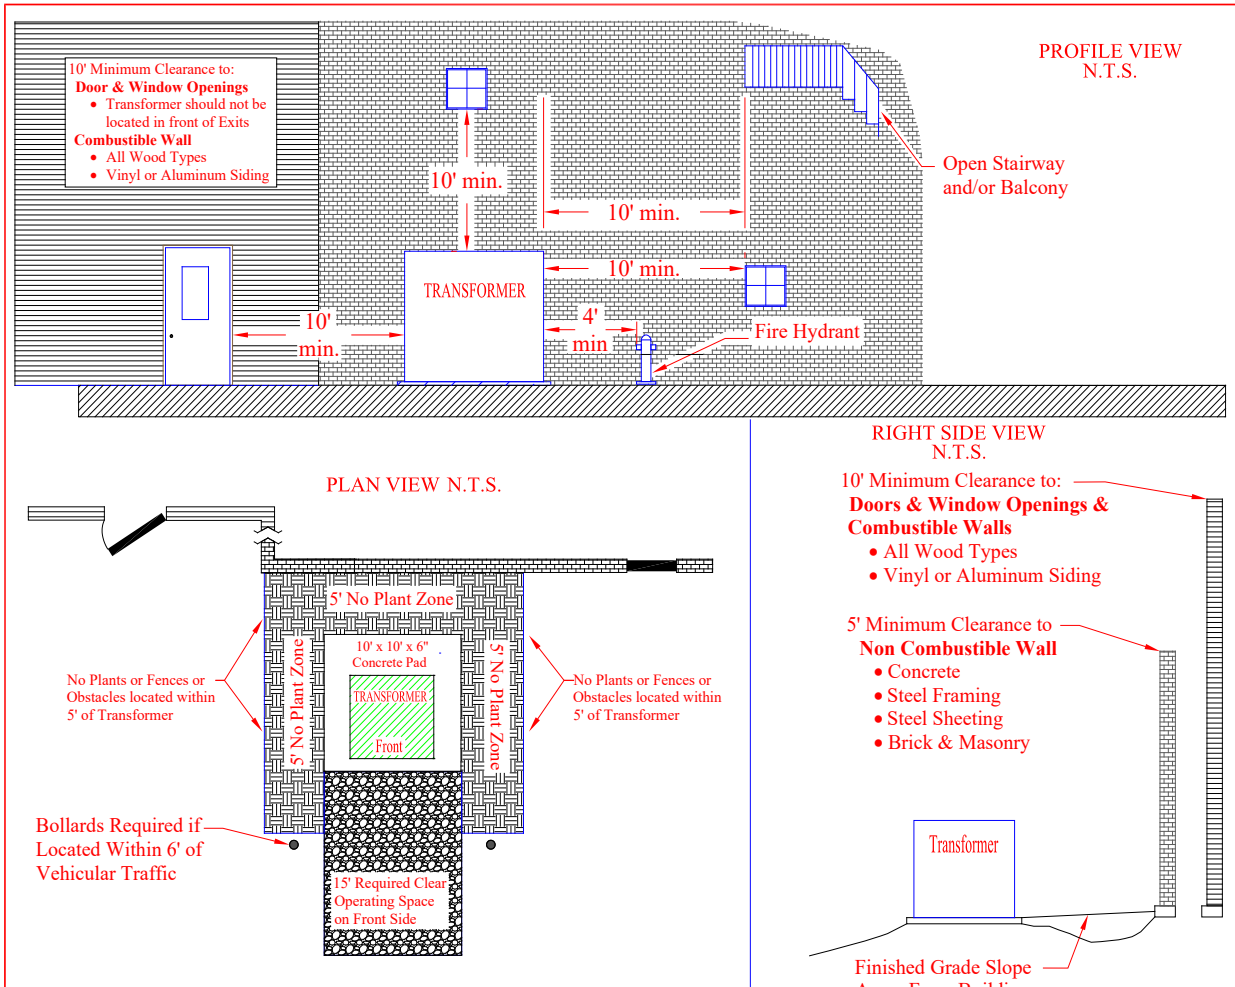 PROFILE VIEW
N.T.S.
10' Minimum Clearance to:
Door & Window Openings
• Transformer should not be
located in front of Exits
Combustible Wall
• All Wood Types
• Vinyl or Aluminum Siding
10' min.
Open Stairway
and/or Balcony
10' min.
10' min.
TRANSFORMER
10'
min.
4'
min
Fire Hydrant
PLAN VIEW N.T.S.
5' No Plant Zone
10' x 10' x 6"
Concrete Pad
5' No Plant Zone
5' No Plant Zone
TRANSFORMER
Front
No Plants or Fences or
Obstacles located within
5' of Transformer
No Plants or Fences or
Obstacles located within
5' of Transformer
Bollards Required if
Located Within 6' of
Vehicular Traffic
15' Required Clear
Operating Space
on Front Side
RIGHT SIDE VIEW
N.T.S.
10' Minimum Clearance to:
Doors & Window Openings &
Combustible Walls
• All Wood Types
• Vinyl or Aluminum Siding
5' Minimum Clearance to
Non Combustible Wall
• Concrete
• Steel Framing
• Steel Sheeting
• Brick & Masonry
Transformer
Finished Grade Slope